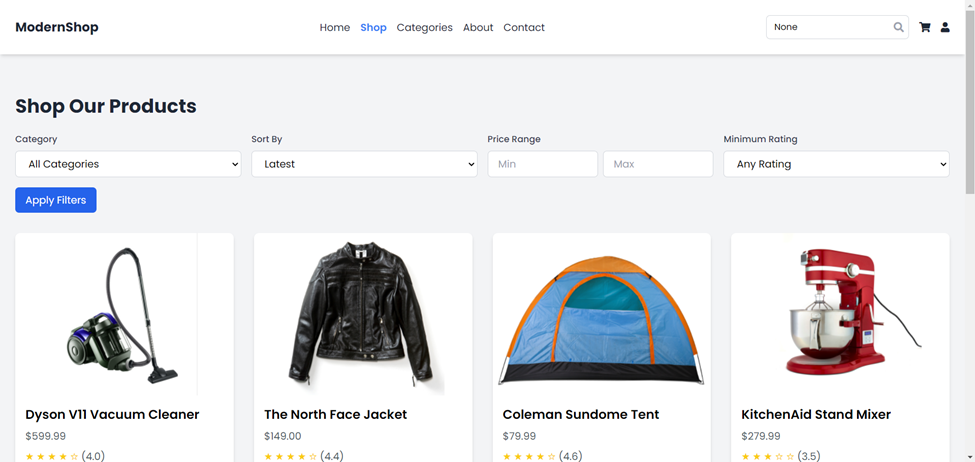 ModernShop Home Shop Categories About Contact None
Shop Our Products
Category Sort By Price Range Minimum Rating
All Categories Latest Min Max Any Rating
Apply Filters
Dyson V11 Vacuum Cleaner
$599.99
★ ★ ★ ★ ☆ (4.0)
The North Face Jacket
$149.00
★ ★ ★ ★ ☆ (4.4)
Coleman Sundome Tent
$79.99
★ ★ ★ ★ ☆ (4.6)
KitchenAid Stand Mixer
$279.99
★ ★ ★ ☆ ☆ (3.5)